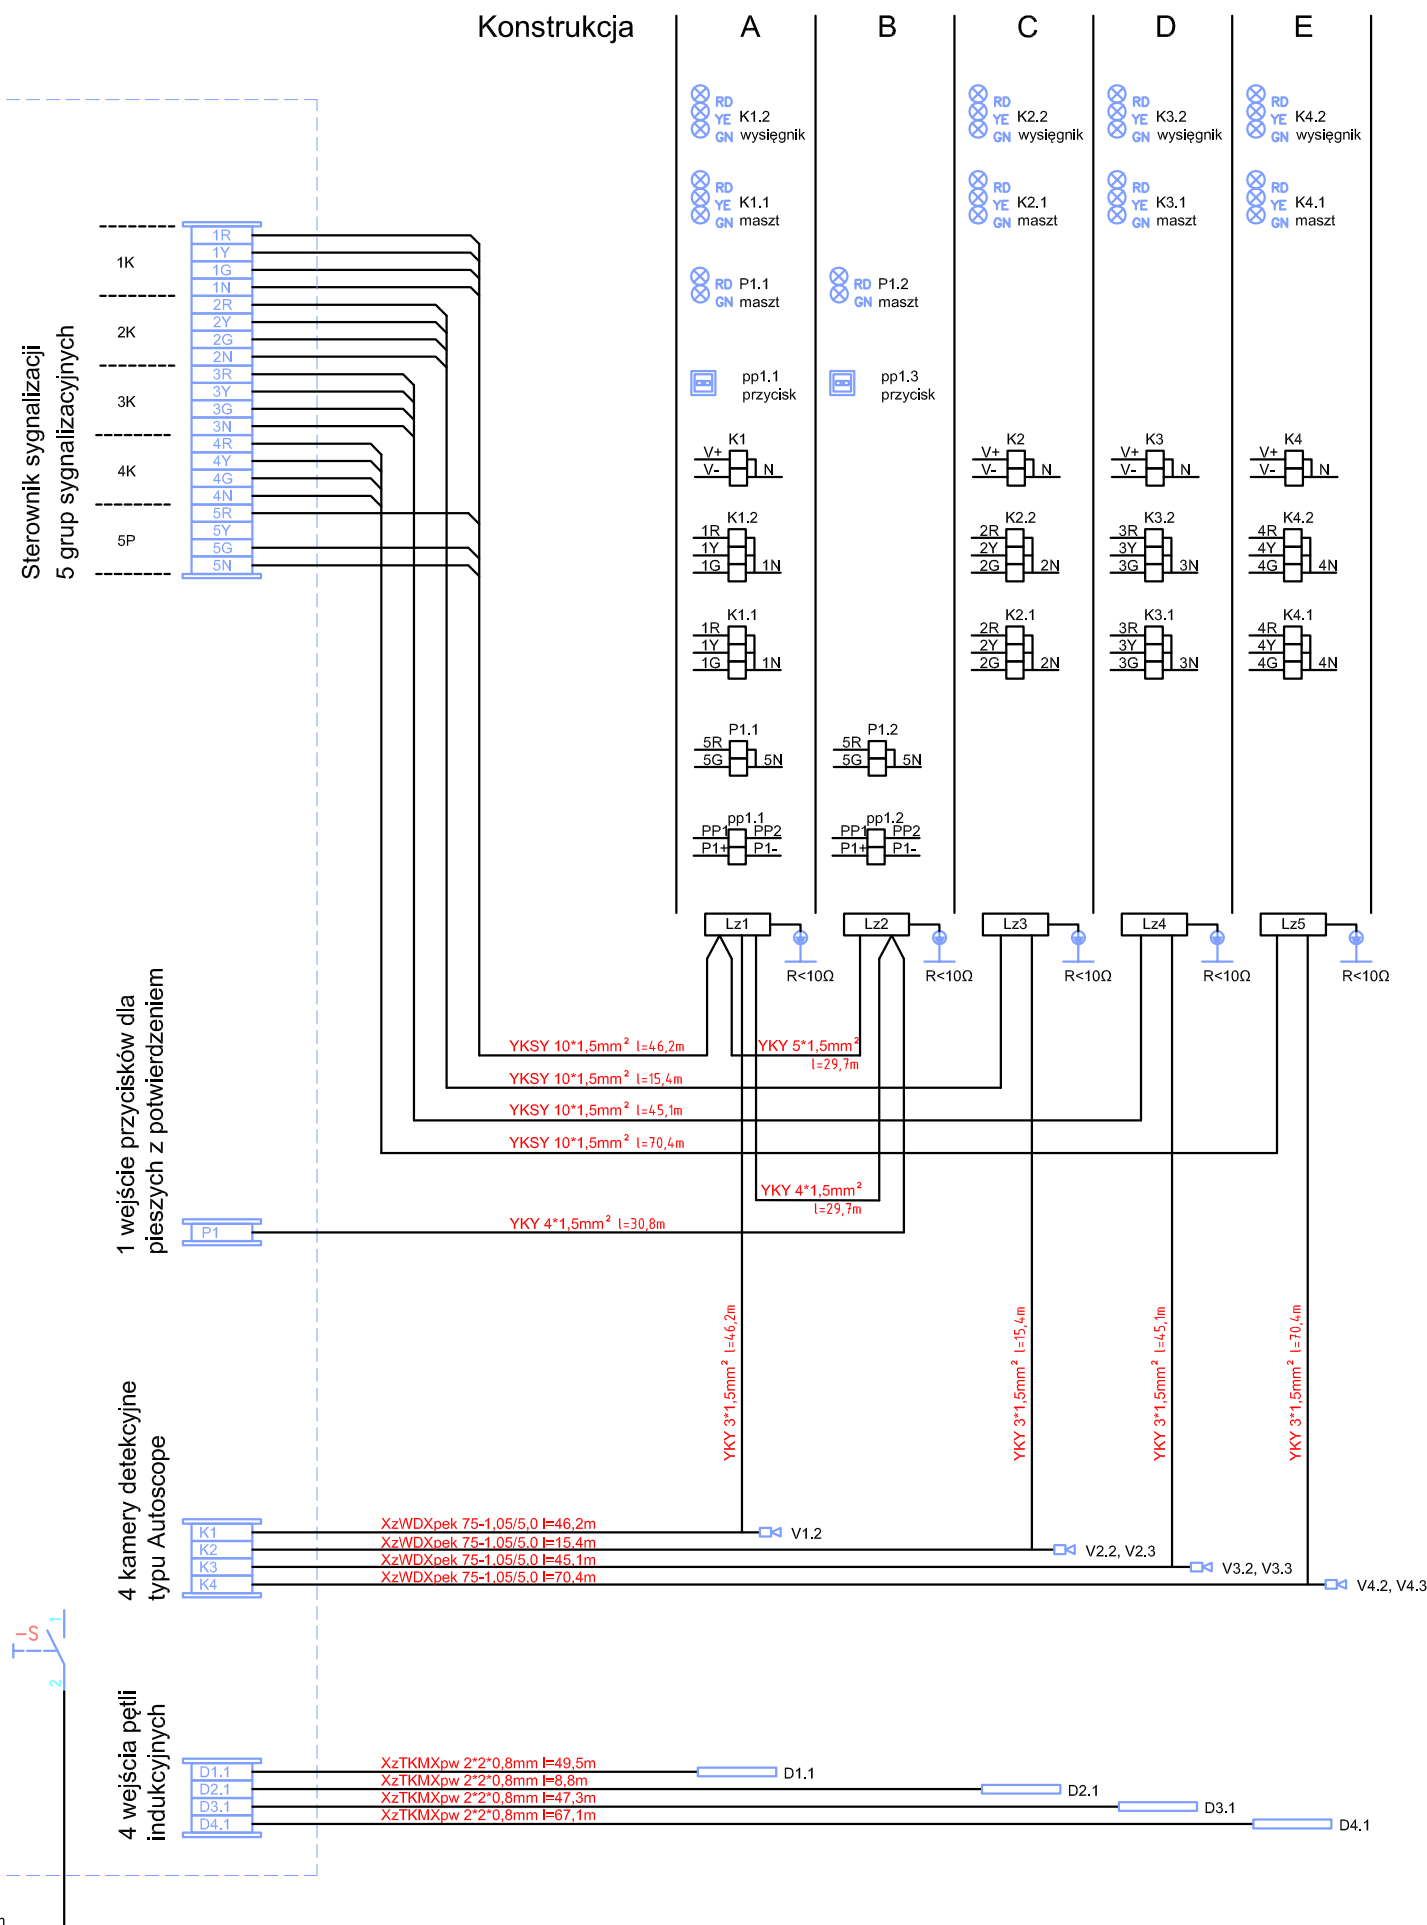 Konstrukcja A B C D E
RD
YE K1.2
GN wysięgnik
RD
YE K2.2
GN wysięgnik
RD
YE K3.2
GN wysięgnik
RD
YE K4.2
GN wysięgnik
RD
YE K1.1
GN maszt
RD
YE K2.1
GN maszt
RD
YE K3.1
GN maszt
RD
YE K4.1
GN maszt
RD P1.1
GN maszt
RD P1.2
GN maszt
pp1.1
przycisk
pp1.3
przycisk
Sterownik sygnalizacji
5 grup sygnalizacyjnych
1K
2K
3K
4K
5P
1R
1Y
1G
1N
2R
2Y
2G
2N
3R
3Y
3G
3N
4R
4Y
4G
4N
5R
5Y
5G
5N
K1
V+
V- N
K2
V+
V- N
K3
V+
V- N
K4
V+
V- N
K1.2
1R
1Y
1G 1N
K2.2
2R
2Y
2G 2N
K3.2
3R
3Y
3G 3N
K4.2
4R
4Y
4G 4N
K1.1
1R
1Y
1G 1N
K2.1
2R
2Y
2G 2N
K3.1
3R
3Y
3G 3N
K4.1
4R
4Y
4G 4N
P1.1
5R
5G 5N
P1.2
5R
5G 5N
pp1.1
PP1 PP2
P1+ P1-
pp1.2
PP1 PP2
P1+ P1-
Lz1
R<10Ω
Lz2
R<10Ω
Lz3
R<10Ω
Lz4
R<10Ω
Lz5
R<10Ω
YKSY 10*1,5mm² l=46,2m
YKY 5*1,5mm²
l=29,7m
YKSY 10*1,5mm² l=15,4m
YKSY 10*1,5mm² l=45,1m
YKSY 10*1,5mm² l=70,4m
YKY 4*1,5mm²
l=29,7m
1 wejście przycisków dla
pieszych z potwierdzeniem
P1
YKY 4*1,5mm² l=30,8m
YKY 3*1,5mm² l=46,2m
YKY 3*1,5mm² l=15,4m
YKY 3*1,5mm² l=45,1m
YKY 3*1,5mm² l=70,4m
4 kamery detekcyjne
typu Autoscope
K1
K2
K3
K4
XzWDXpek 75-1,05/5,0 l=46,2m
XzWDXpek 75-1,05/5,0 l=15,4m
XzWDXpek 75-1,05/5,0 l=45,1m
XzWDXpek 75-1,05/5,0 l=70,4m
V1.2
V2.2, V2.3
V3.2, V3.3
V4.2, V4.3
-S
1
2
4 wejścia pętli
indukcyjnych
D1.1
D2.1
D3.1
D4.1
XzTKMXpw 2*2*0,8mm l=49,5m
XzTKMXpw 2*2*0,8mm l=8,8m
XzTKMXpw 2*2*0,8mm l=47,3m
XzTKMXpw 2*2*0,8mm l=67,1m
D1.1
D2.1
D3.1
D4.1